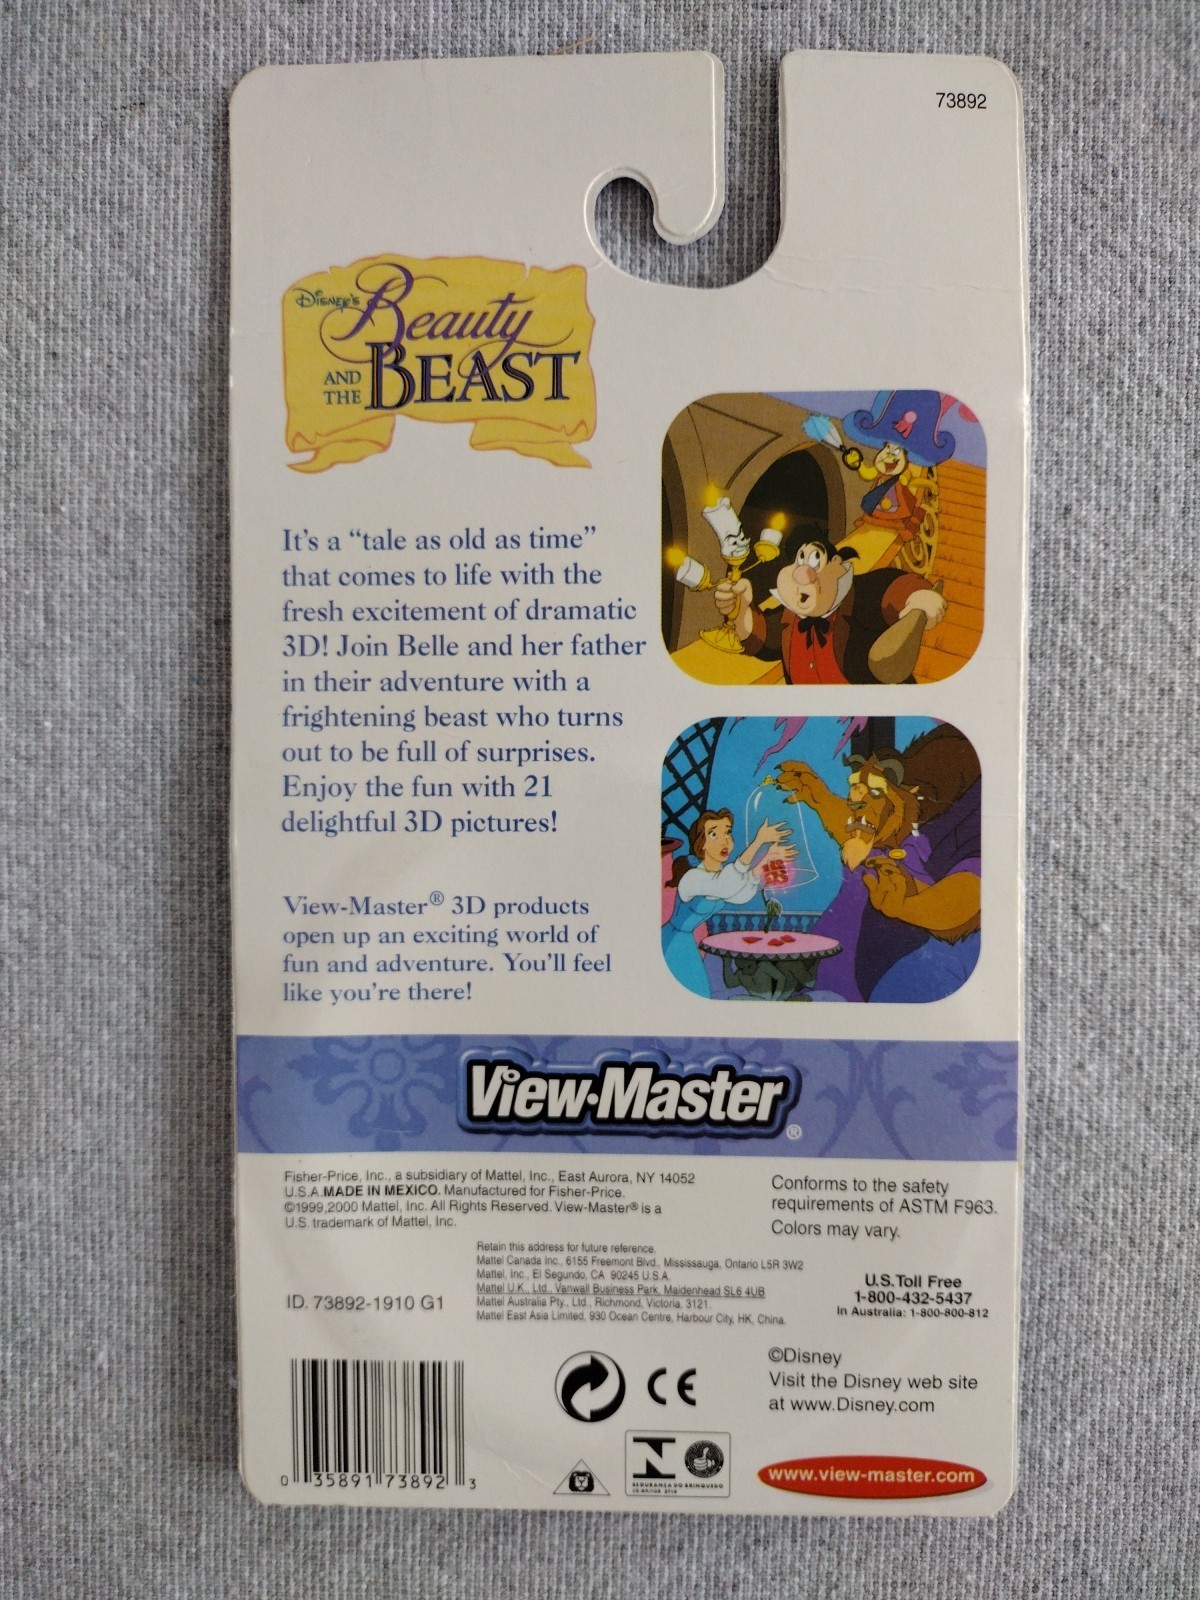 73892
DISNEY'S
Beauty
AND THE BEAST
It's a “tale as old as time”
that comes to life with the
fresh excitement of dramatic
3D! Join Belle and her father
in their adventure with a
frightening beast who turns
out to be full of surprises.
Enjoy the fun with 21
delightful 3D pictures!
View-Master® 3D products
open up an exciting world of
fun and adventure. You'll feel
like you're there!
View-Master®
Fisher-Price, Inc., a subsidiary of Mattel, Inc., East Aurora, NY 14052
U.S.A. MADE IN MEXICO. Manufactured for Fisher-Price.
©1999,2000 Mattel, Inc. All Rights Reserved. View-Master® is a
U.S. trademark of Mattel, Inc.
Conforms to the safety
requirements of ASTM F963.
Colors may vary.
Retain this address for future reference.
Mattel Canada Inc., 6155 Freemont Blvd., Mississauga, Ontario L5R 3W2
Mattel, Inc., El Segundo, CA 90245 U.S.A.
Mattel U.K., Ltd., Vanwall Business Park, Maidenhead SL6 4UB
Mattel Australia Pty., Ltd., Richmond, Victoria, 3121.
Mattel East Asia Limited, 930 Ocean Centre, Harbour City, HK, China.
ID. 73892-1910 G1
U.S. Toll Free
1-800-432-5437
In Australia: 1-800-800-812
©Disney
Visit the Disney web site
at www.Disney.com
CE
0 35891 73892 3
N
SEGURANÇA DO BRINQUEDO
www.view-master.com